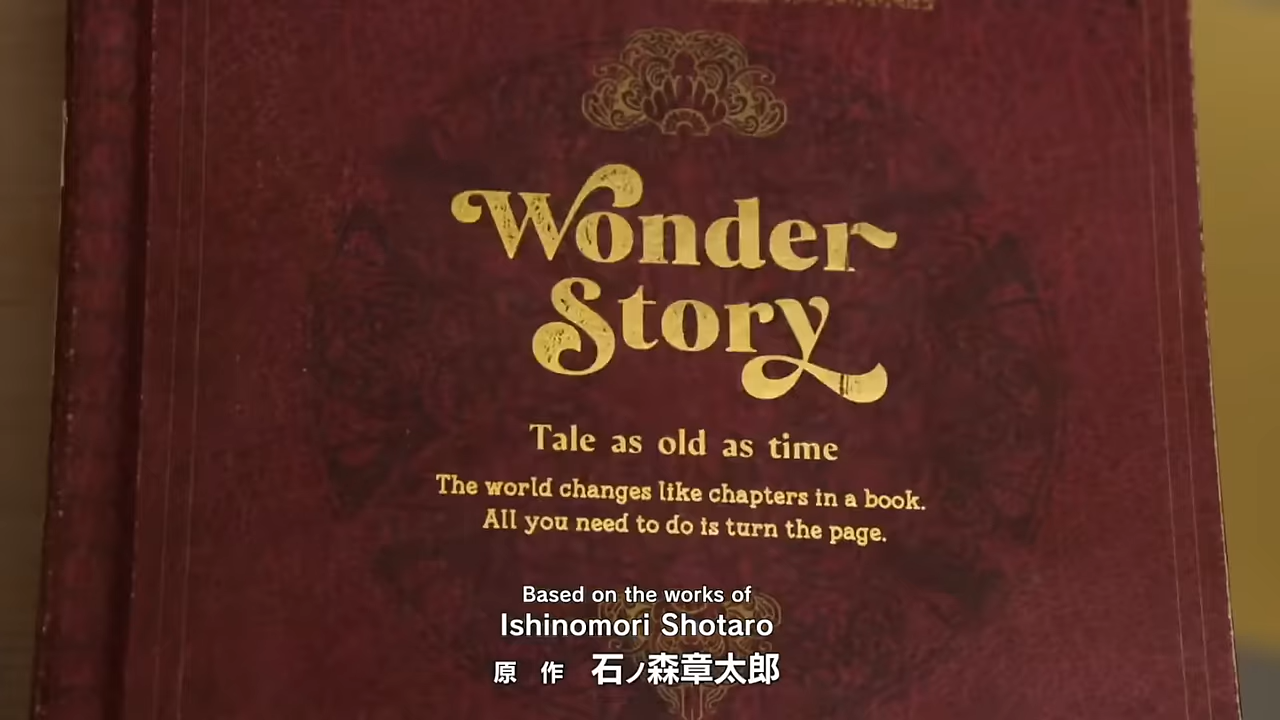 Wonder
Story
Tale as old as time
The world changes like chapters in a book.
All you need to do is turn the page.
Based on the works of
Ishinomori Shotaro
原 作 石ノ森章太郎